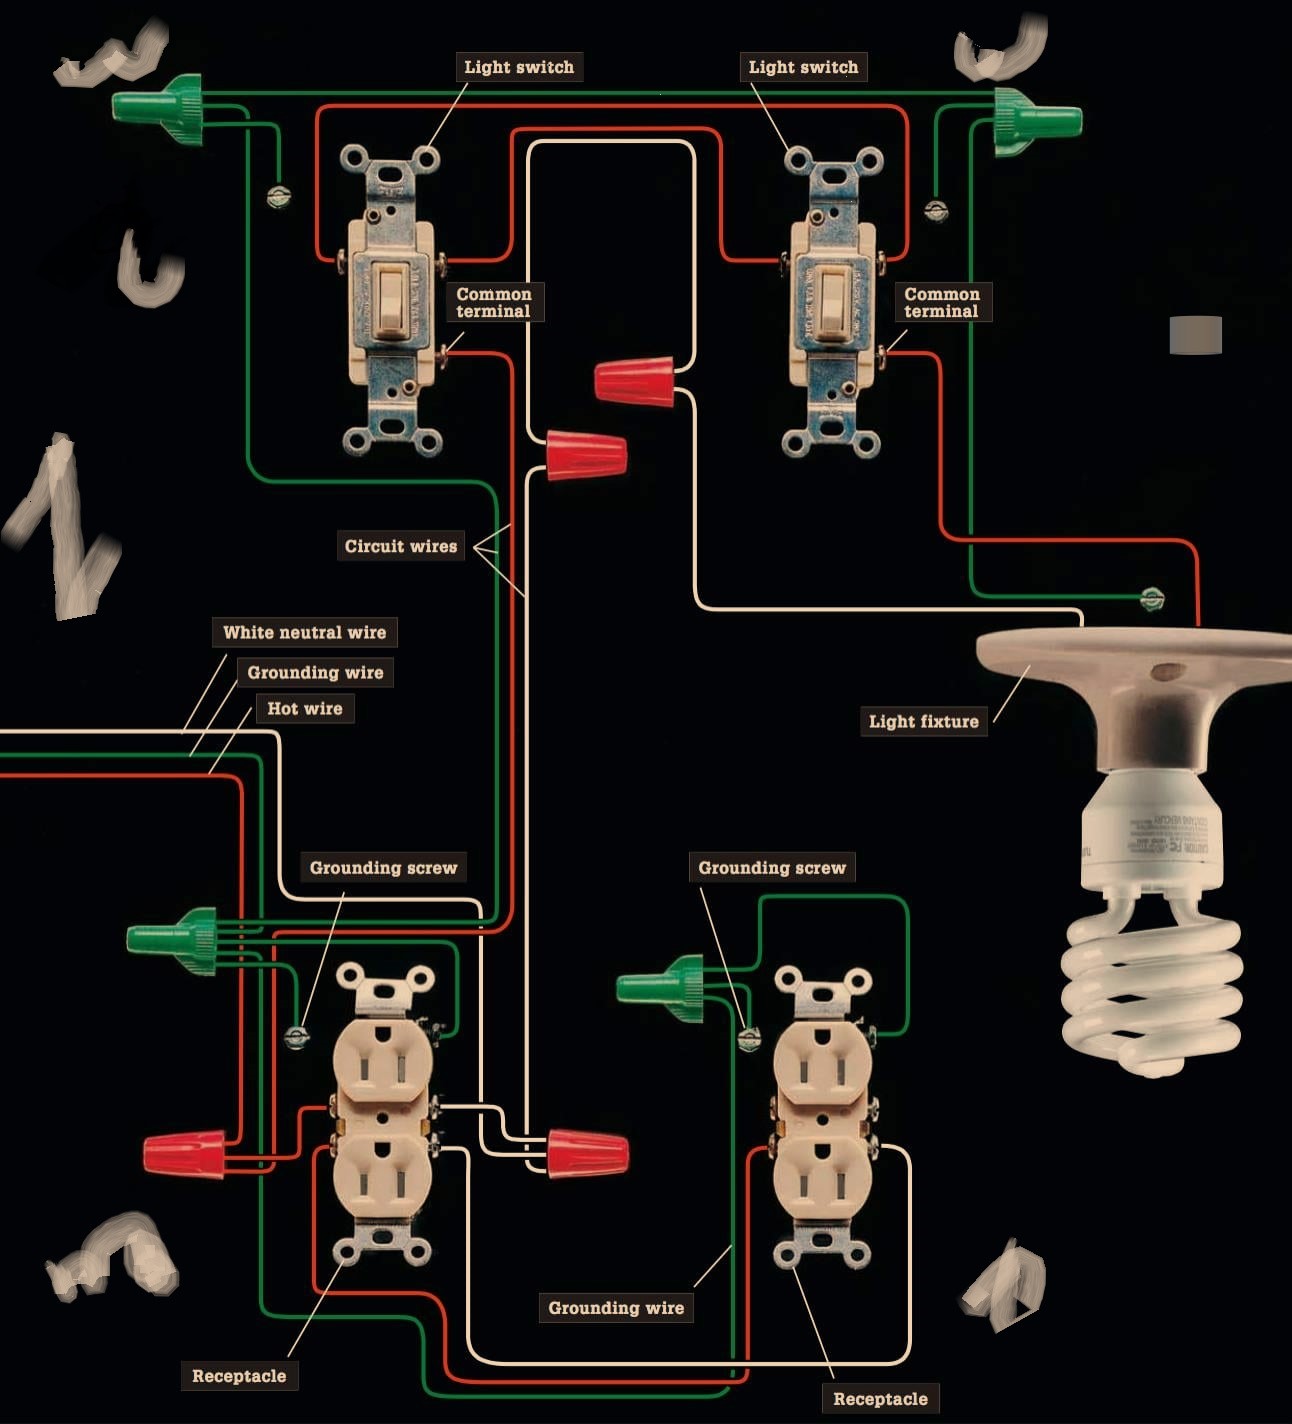 Light switch
Light switch
Common
terminal
Common
terminal
Circuit wires
White neutral wire
Grounding wire
Hot wire
Light fixture
Grounding screw
Grounding screw
Grounding wire
Receptacle
Receptacle